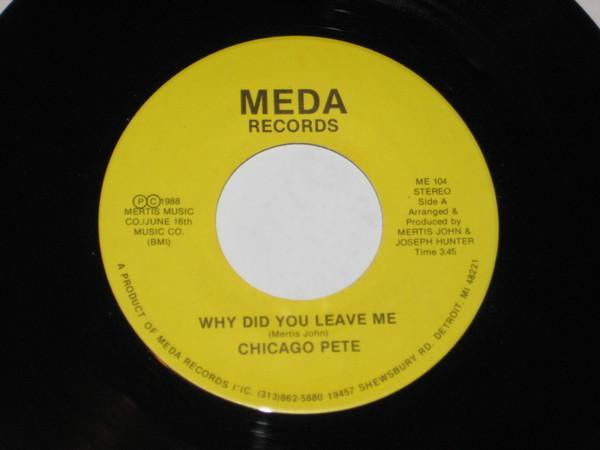 MEDA
RECORDS
ⓅⒸ1988
MERTIS MUSIC
CO./JUNE 16th
MUSIC CO.
(BMI)
ME 104
STEREO
Side A
Arranged &
Produced by
MERTIS JOHN &
JOSEPH HUNTER
Time 3:45
WHY DID YOU LEAVE ME
(Mertis John)
CHICAGO PETE
A PRODUCT OF MEDA RECORDS I"IC. (313)862-5880 19457 SHEWSBURY RD. DETROIT, MI 48221